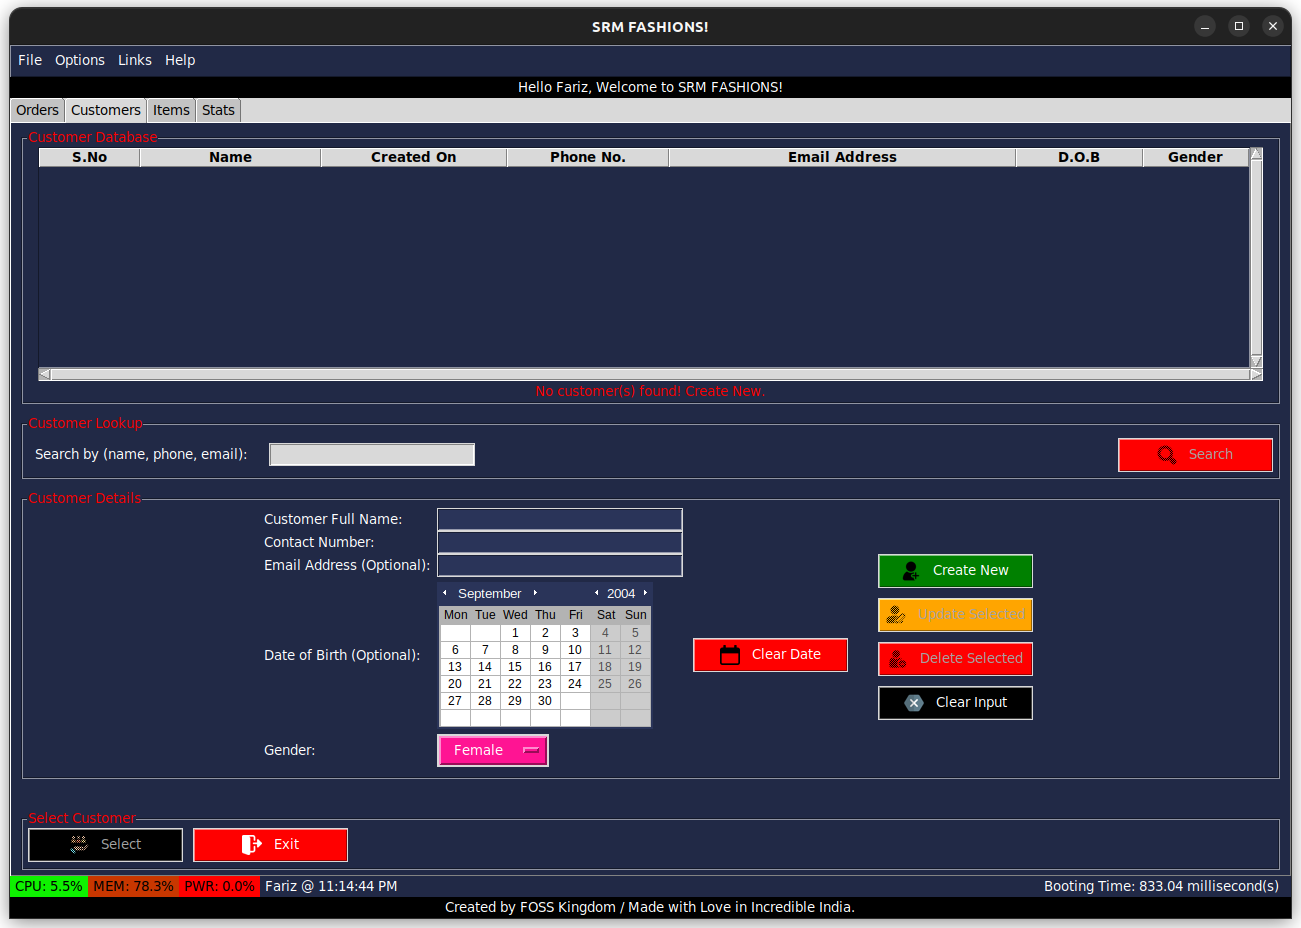 SRM FASHIONS!
File Options Links Help
Hello Fariz, Welcome to SRM FASHIONS!
Orders Customers Items Stats
Customer Database
S.No Name Created On Phone No. Email Address D.O.B Gender
No customer(s) found! Create New.
Customer Lookup
Search by (name, phone, email): Search
Customer Details
Customer Full Name:
Contact Number:
Email Address (Optional):
September 2004
Mon Tue Wed Thu Fri Sat Sun
1 2 3 4 5
6 7 8 9 10 11 12
13 14 15 16 17 18 19
20 21 22 23 24 25 26
27 28 29 30
Date of Birth (Optional):
Clear Date
Create New
Update Selected
Delete Selected
Clear Input
Gender: Female
Select Customer
Select Exit
CPU: 5.5% MEM: 78.3% PWR: 0.0% Fariz @ 11:14:44 PM Booting Time: 833.04 millisecond(s)
Created by FOSS Kingdom / Made with Love in Incredible India.